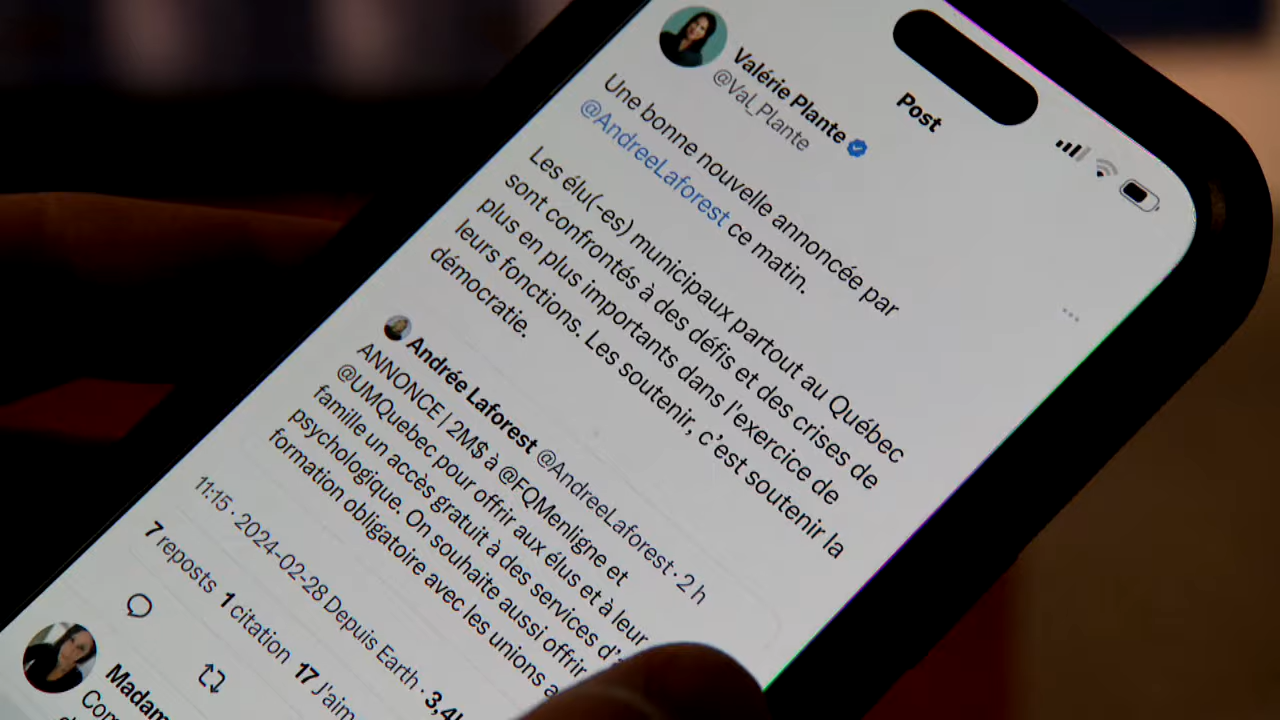 Post
Valérie Plante
@Val_Plante
Une bonne nouvelle annoncée par
@AndreeLaforest ce matin.
Les élu(-es) municipaux partout au Québec
sont confrontés à des défis et des crises de
plus en plus importants dans l'exercice de
leurs fonctions. Les soutenir, c'est soutenir la
démocratie.
Andrée Laforest @AndreeLaforest · 2 h
ANNONCE | 2M$ à @FQMenligne et
@UMQuebec pour offrir aux élus et à leur
famille un accès gratuit à des services d'
psychologique. On souhaite aussi offrir
formation obligatoire avec les unions
11:15 · 2024-02-28 Depuis Earth · 3,4
7 reposts 1 citation 17 J'aim
Madam
Com